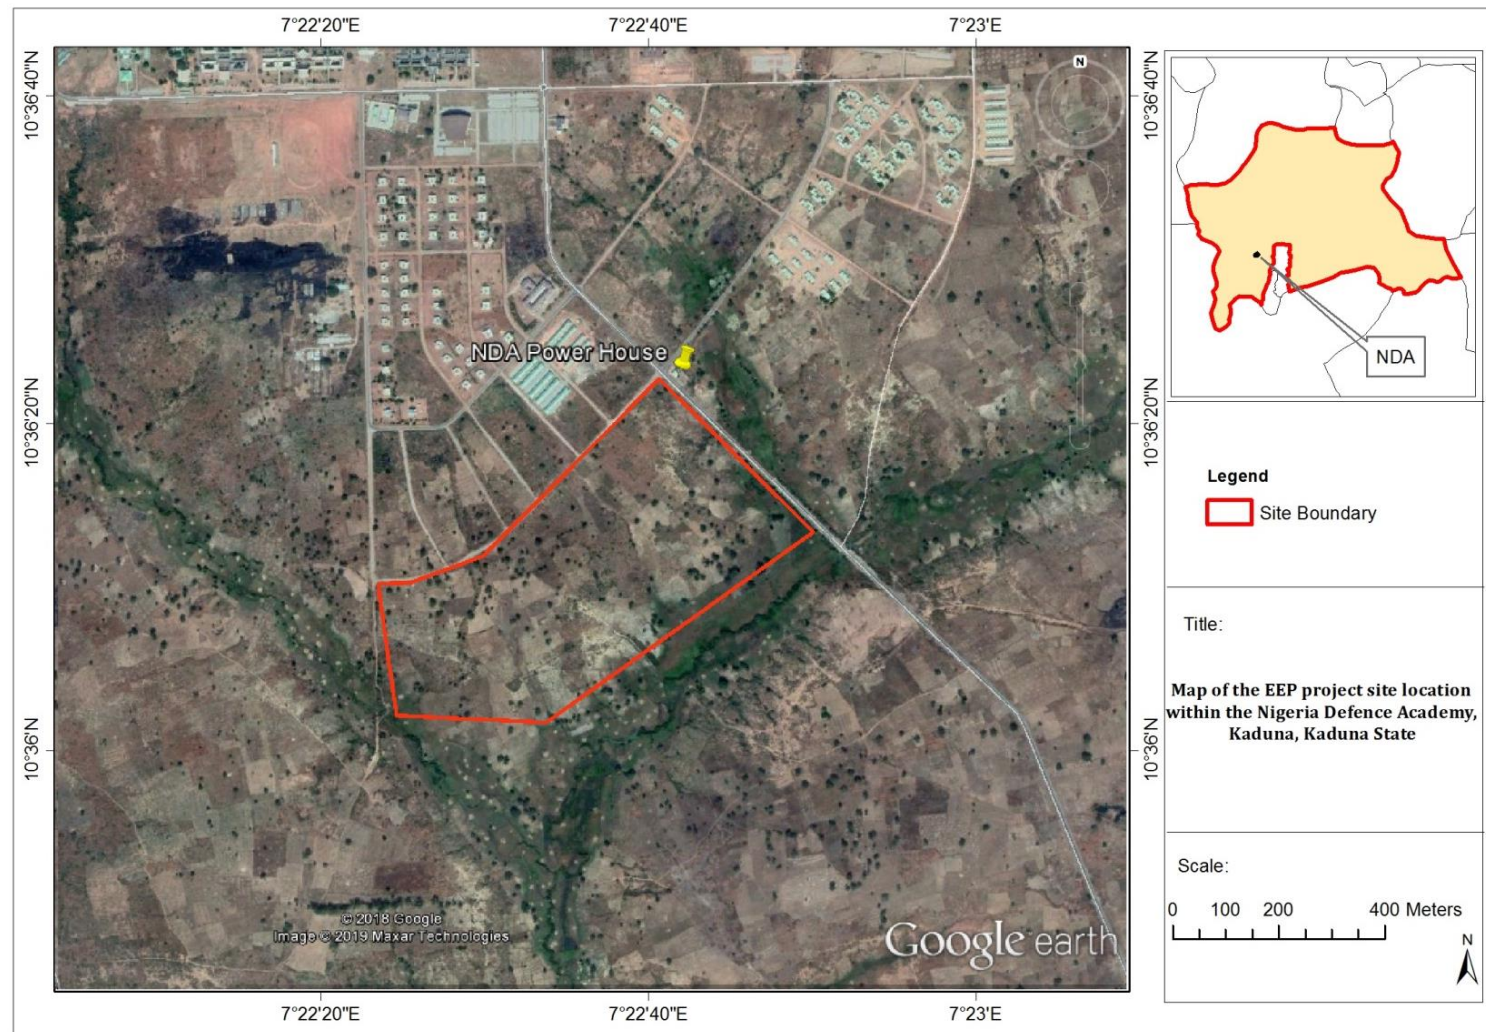 7°22'20"E
7°22'40"E
7°23'E
10°36'40"N
10°36'20"N
10°36'N
N
NDA Power House
© 2018 Google
Image © 2019 Maxar Technologies
Google earth
10°36'40"N
10°36'20"N
10°36'N
7°22'20"E
7°22'40"E
7°23'E
NDA
Legend
Site Boundary
Title:
Map of the EEP project site location
within the Nigeria Defence Academy,
Kaduna, Kaduna State
Scale:
0 100 200 400 Meters
N